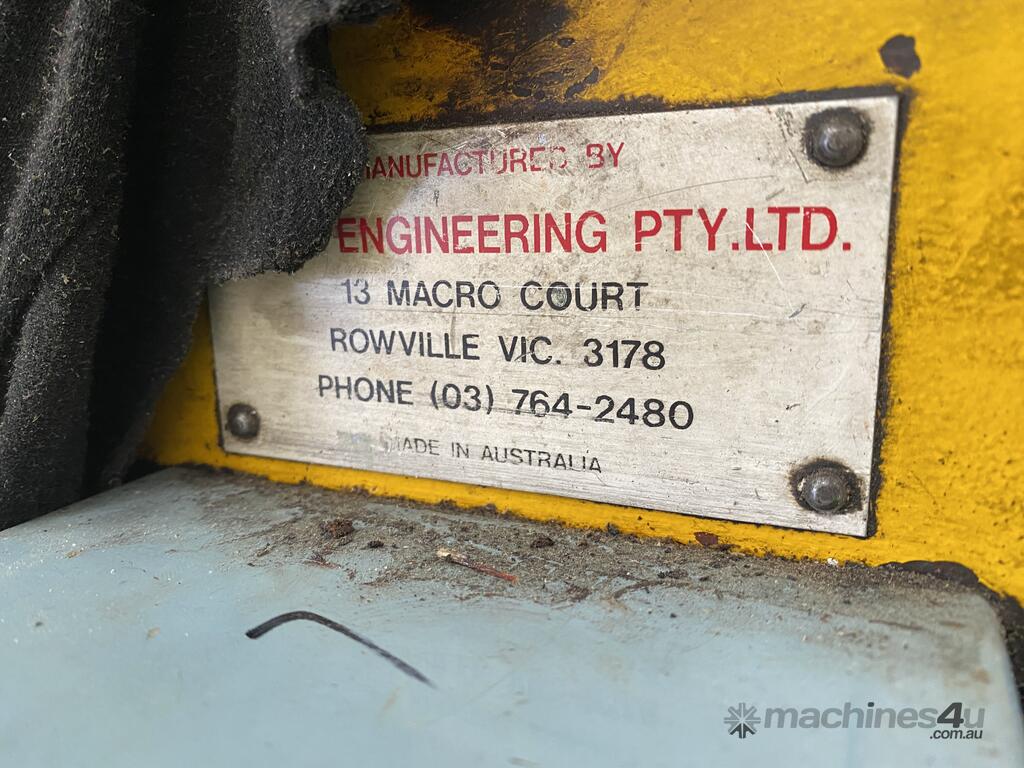 MANUFACTURED BY
ENGINEERING PTY.LTD.
13 MACRO COURT
ROWVILLE VIC. 3178
PHONE (03) 764-2480
MADE IN AUSTRALIA
machines4u
.com.au